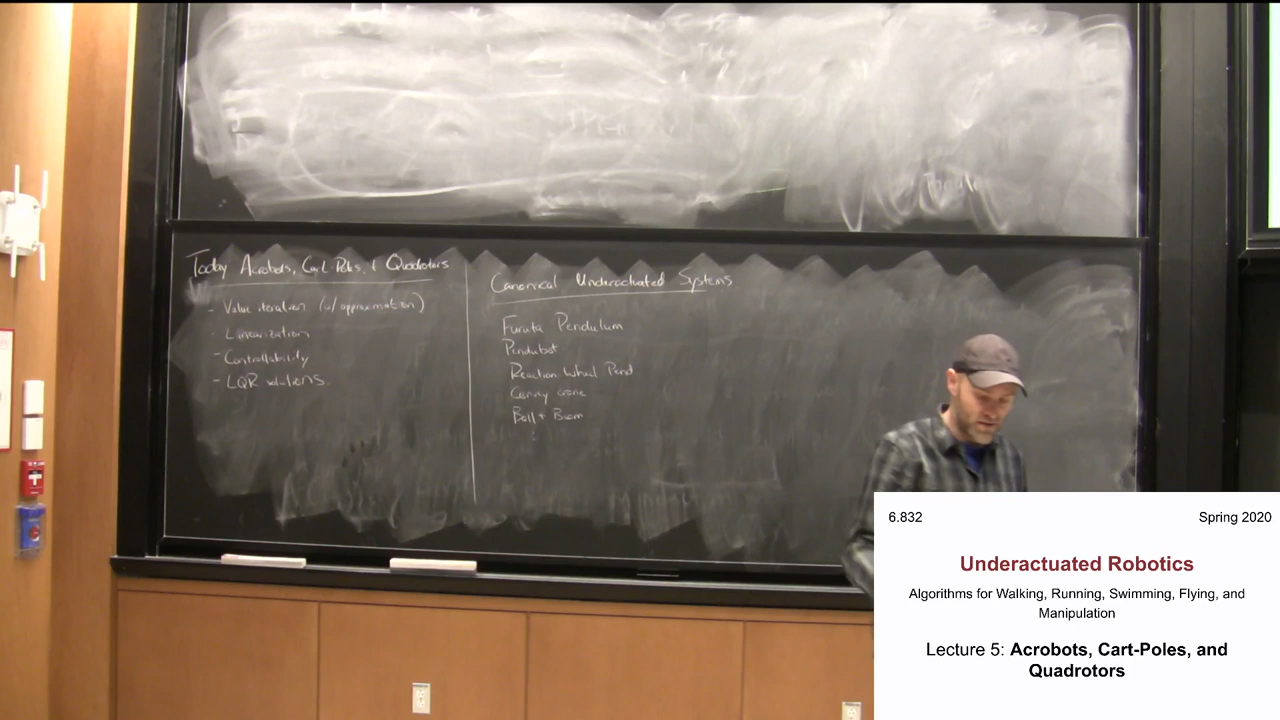 Today Acrobots, Cart-Poles, & Quadrotors
- Value iteration (w/ approximation)
- Linearization
- Controllability
- LQR solutions
Canonical Underactuated Systems
Furuta Pendulum
Pendubot
Reaction Wheel Pend
Ball + Beam
6.832
Spring 2020
Underactuated Robotics
Algorithms for Walking, Running, Swimming, Flying, and
Manipulation
Lecture 5: Acrobots, Cart-Poles, and
Quadrotors